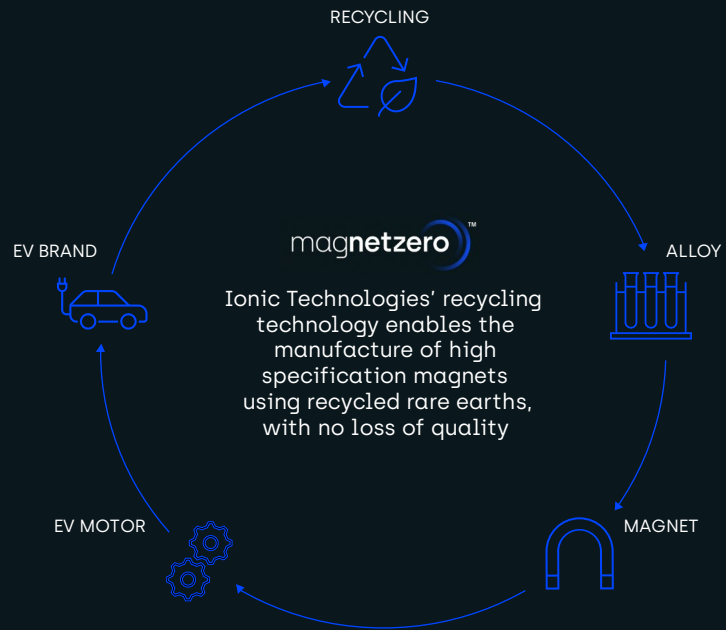 RECYCLING
EV BRAND
ALLOY
magnetzero™
Ionic Technologies’ recycling
technology enables the
manufacture of high
specification magnets
using recycled rare earths,
with no loss of quality
EV MOTOR
MAGNET